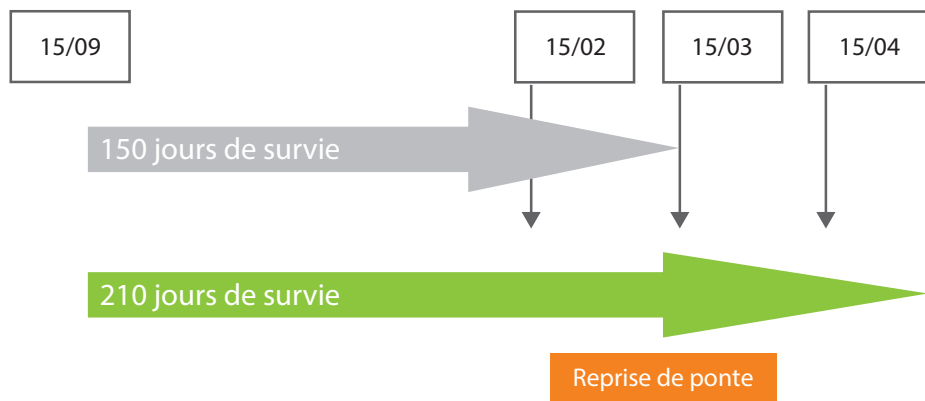 15/09
15/02
15/03
15/04
150 jours de survie
210 jours de survie
Reprise de ponte